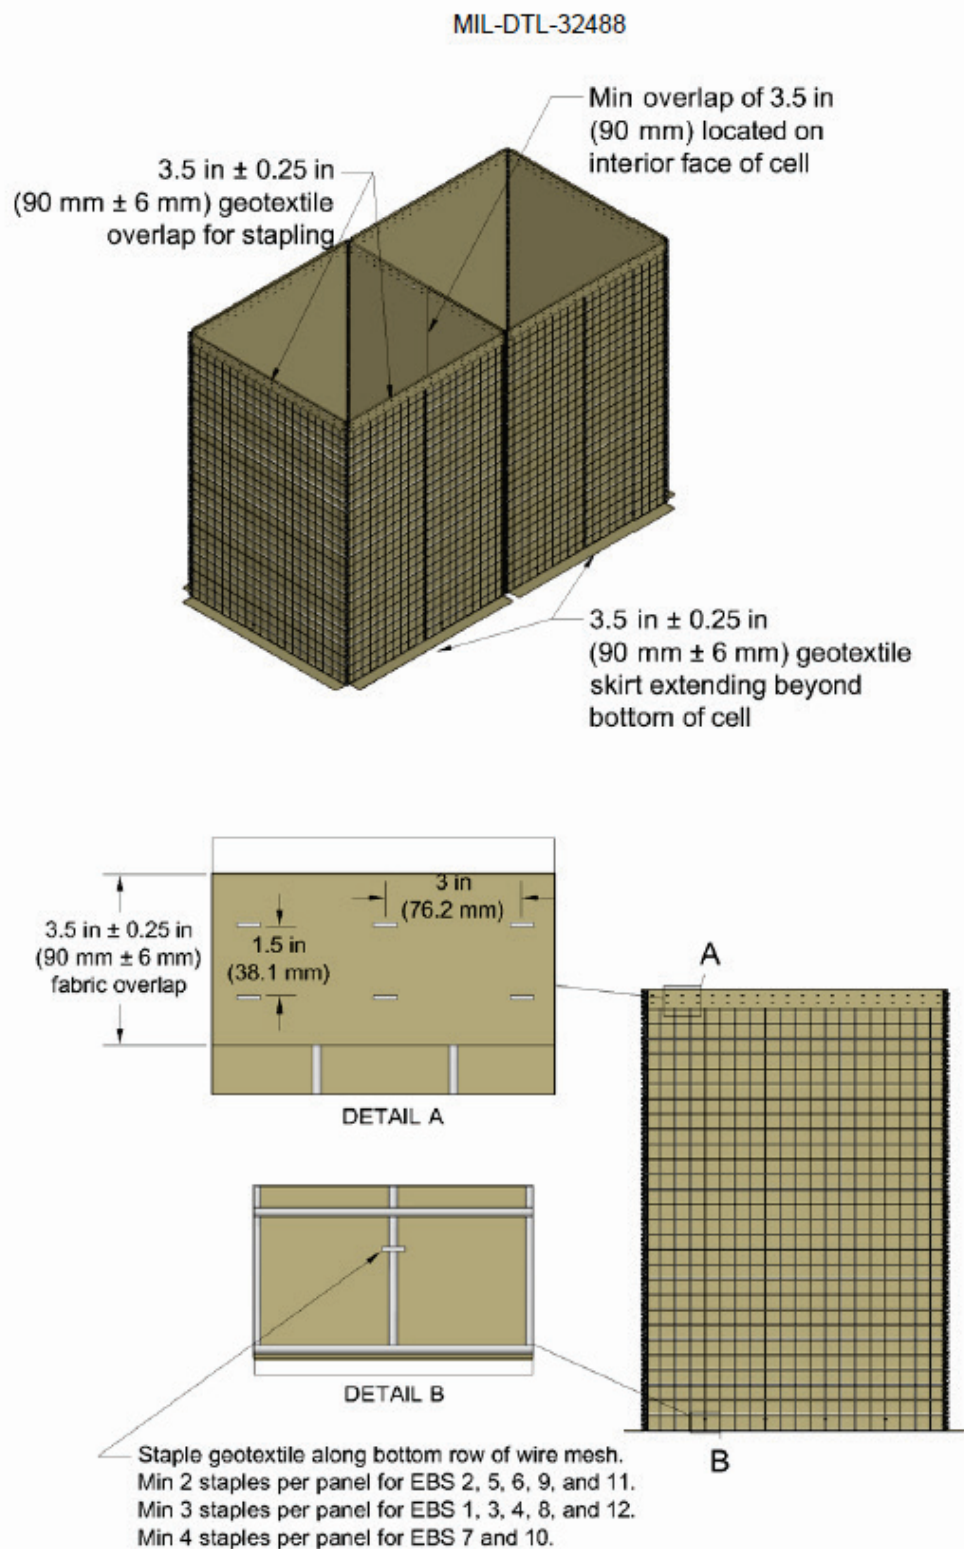 MIL-DTL-32488
Min overlap of 3.5 in
(90 mm) located on
interior face of cell
3.5 in ± 0.25 in
(90 mm ± 6 mm) geotextile
overlap for stapling
3.5 in ± 0.25 in
(90 mm ± 6 mm) geotextile
skirt extending beyond
bottom of cell
3 in
(76.2 mm)
3.5 in ± 0.25 in
(90 mm ± 6 mm)
fabric overlap
1.5 in
(38.1 mm)
A
DETAIL A
DETAIL B
B
Staple geotextile along bottom row of wire mesh.
Min 2 staples per panel for EBS 2, 5, 6, 9, and 11.
Min 3 staples per panel for EBS 1, 3, 4, 8, and 12.
Min 4 staples per panel for EBS 7 and 10.